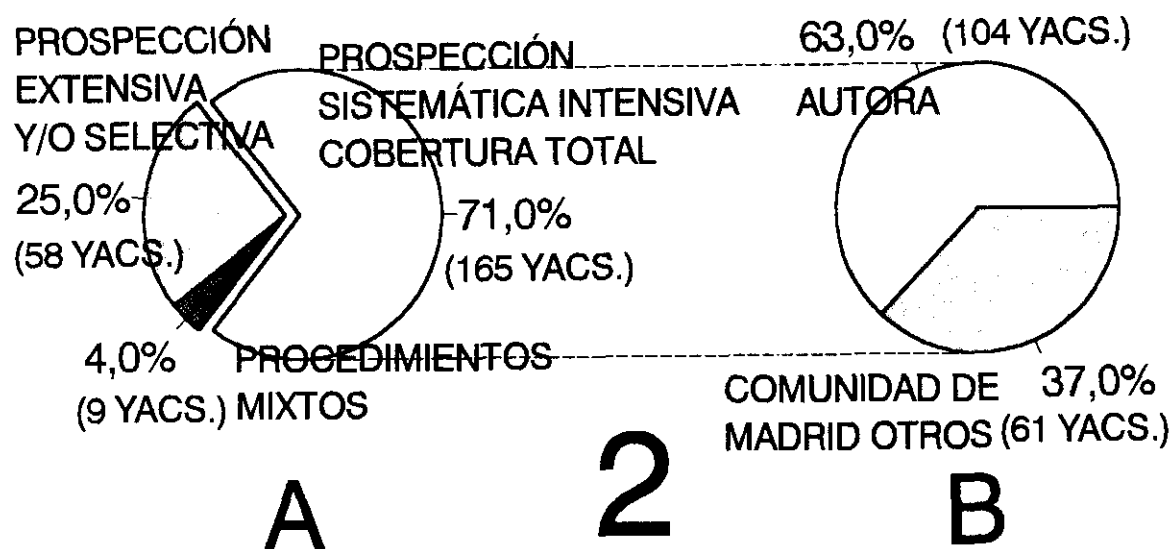 PROSPECCIÓN
EXTENSIVA
Y/O SELECTIVA
25,0%
(58 YACS.)
4,0%
(9 YACS.)
PROCEDIMIENTOS
MIXTOS
PROSPECCIÓN
SISTEMÁTICA INTENSIVA
COBERTURA TOTAL
71,0%
(165 YACS.)
63,0% (104 YACS.)
AUTORA
COMUNIDAD DE 37,0%
MADRID OTROS (61 YACS.)
A
2
B